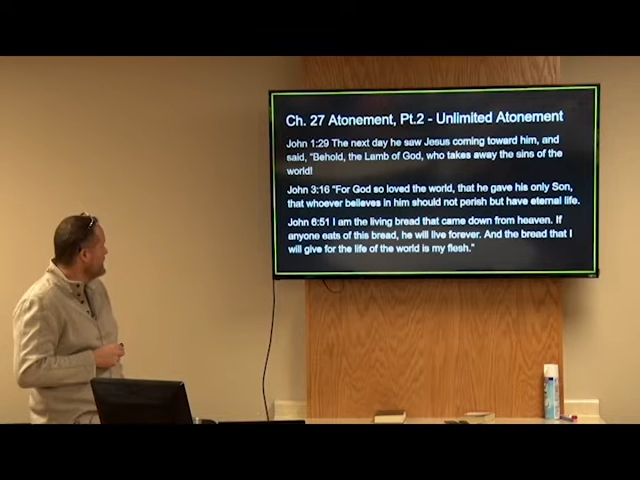 Ch. 27 Atonement, Pt.2 - Unlimited Atonement
John 1:29 The next day he saw Jesus coming toward him, and
said, "Behold, the Lamb of God, who takes away the sins of the
world!
John 3:16 "For God so loved the world, that he gave his only Son,
that whoever believes in him should not perish but have eternal life.
John 6:51 I am the living bread that came down from heaven. If
anyone eats of this bread, he will live forever. And the bread that I
will give for the life of the world is my flesh."